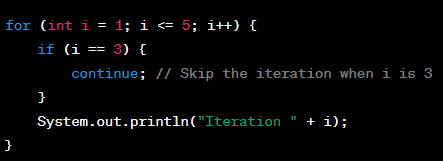 for (int i = 1; i <= 5; i++) {
    if (i == 3) {
        continue; // Skip the iteration when i is 3
    }
    System.out.println("Iteration " + i);
}